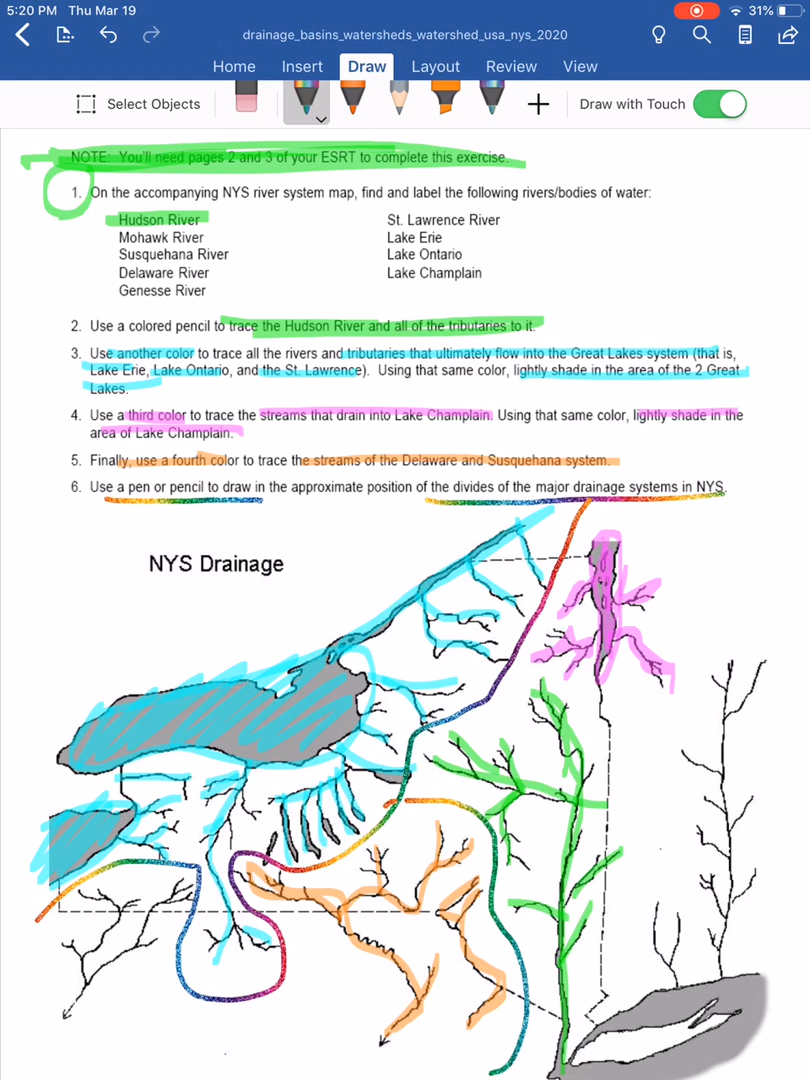 5:20 PM Thu Mar 19
31%
drainage_basins_watersheds_watershed_usa_nys_2020
Home Insert Draw Layout Review View
Select Objects
Draw with Touch
NOTE: You'll need pages 2 and 3 of your ESRT to complete this exercise.
1. On the accompanying NYS river system map, find and label the following rivers/bodies of water:
Hudson River
Mohawk River
Susquehana River
Delaware River
Genesse River
St. Lawrence River
Lake Erie
Lake Ontario
Lake Champlain
2. Use a colored pencil to trace the Hudson River and all of the tributaries to it.
3. Use another color to trace all the rivers and tributaries that ultimately flow into the Great Lakes system (that is,
Lake Erie, Lake Ontario, and the St. Lawrence). Using that same color, lightly shade in the area of the 2 Great
Lakes.
4. Use a third color to trace the streams that drain into Lake Champlain. Using that same color, lightly shade in the
area of Lake Champlain.
5. Finally, use a fourth color to trace the streams of the Delaware and Susquehana system.
6. Use a pen or pencil to draw in the approximate position of the divides of the major drainage systems in NYS.
NYS Drainage